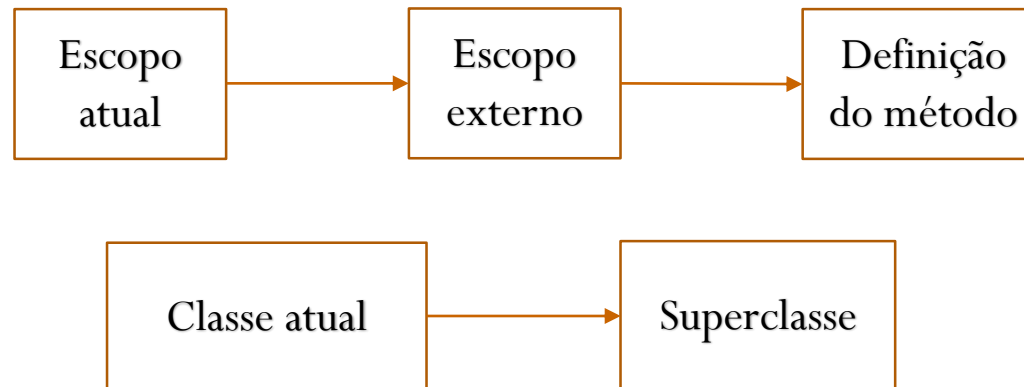 Escopo
atual
Escopo
externo
Definição
do método
Classe atual
Superclasse